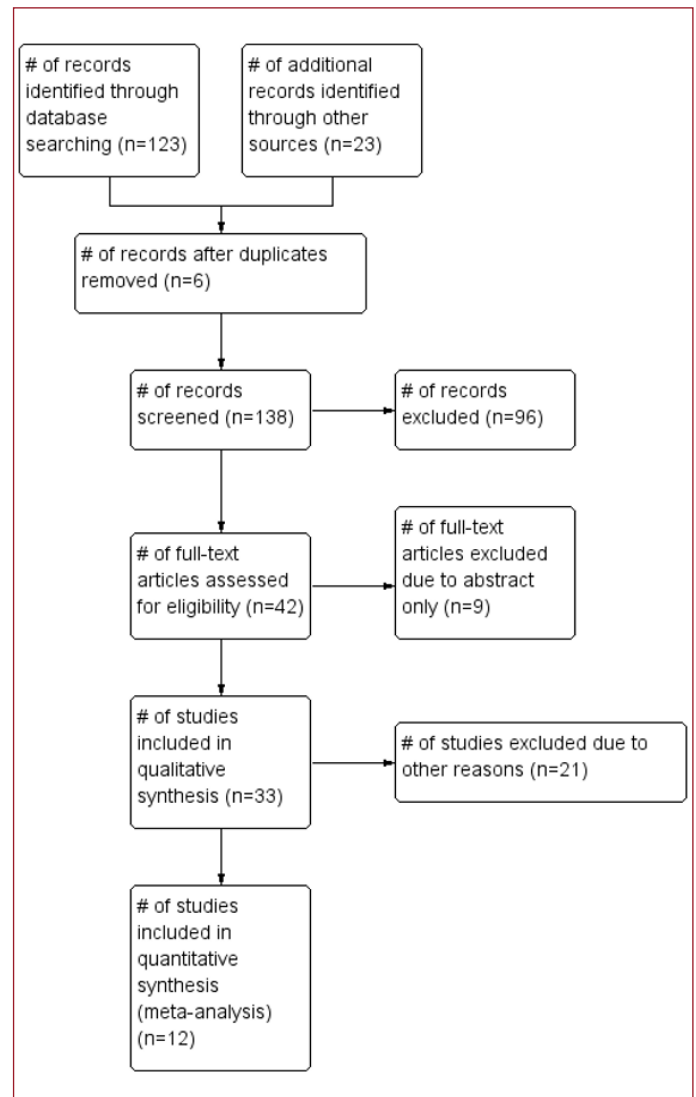 # of records
identified through
database
searching (n=123)
# of additional
records identified
through other
sources (n=23)
# of records after duplicates
removed (n=6)
# of records
screened (n=138)
# of records
excluded (n=96)
# of full-text
articles assessed
for eligibility (n=42)
# of full-text
articles excluded
due to abstract
only (n=9)
# of studies
included in
qualitative
synthesis (n=33)
# of studies excluded due to
other reasons (n=21)
# of studies
included in
quantitative
synthesis
(meta-analysis)
(n=12)